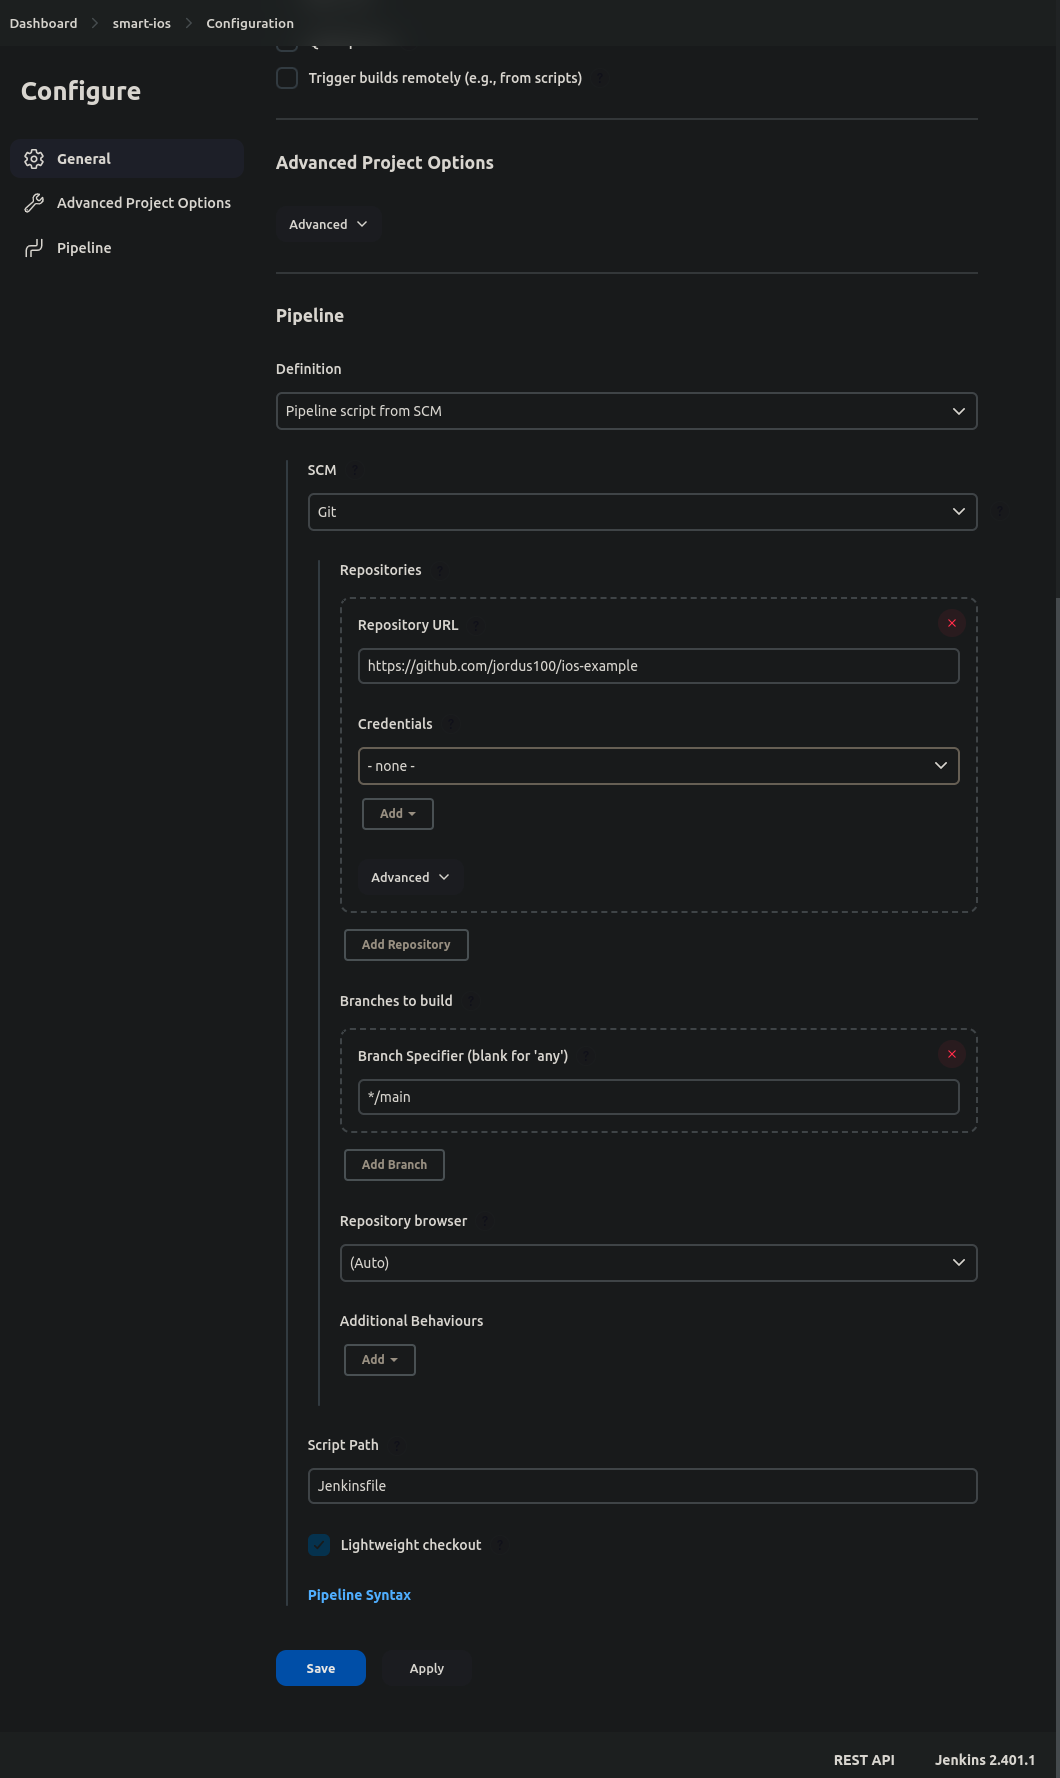 Dashboard > smart-ios > Configuration
Configure
General
Advanced Project Options
Pipeline
Trigger builds remotely (e.g., from scripts) ?
Advanced Project Options
Advanced
Pipeline
Definition
Pipeline script from SCM
SCM ?
Git
?
Repositories ?
Repository URL ?
https://github.com/jordus100/ios-example
Credentials ?
- none -
Add
Advanced
Add Repository
Branches to build ?
Branch Specifier (blank for 'any') ?
*/main
Add Branch
Repository browser ?
(Auto)
Additional Behaviours
Add
Script Path ?
Jenkinsfile
Lightweight checkout ?
Pipeline Syntax
Save
Apply
REST API
Jenkins 2.401.1